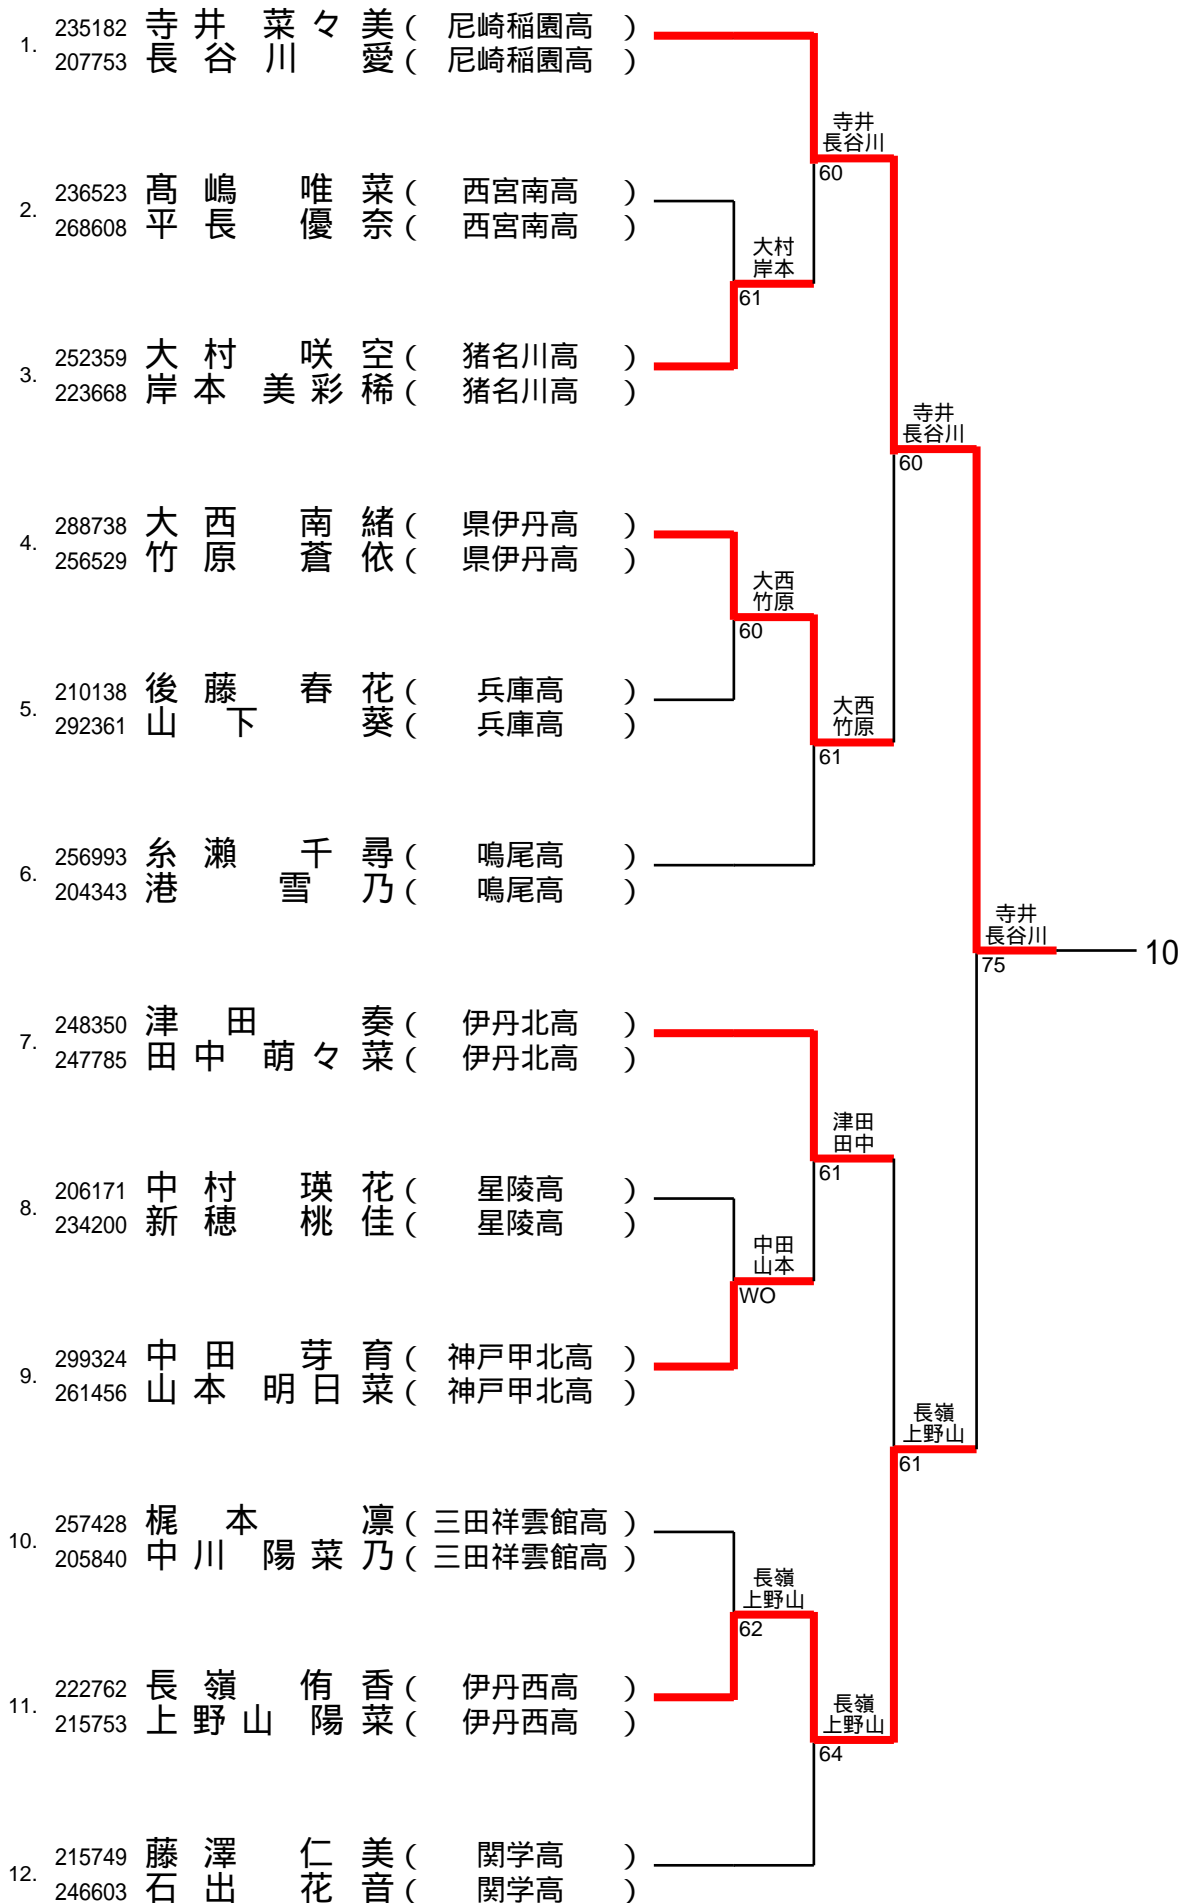 1. 235182 寺井 菜々美 ( 尼崎稲園高 )
207753 長谷川 愛 ( 尼崎稲園高 )
寺井
長谷川
60
2. 236523 髙嶋 唯菜 ( 西宮南高 )
268608 平長 優奈 ( 西宮南高 )
大村
岸本
61
3. 252359 大村 咲空 ( 猪名川高 )
223668 岸本 美彩稀 ( 猪名川高 )
寺井
長谷川
60
4. 288738 大西 南緒 ( 県伊丹高 )
256529 竹原 蒼依 ( 県伊丹高 )
大西
竹原
60
5. 210138 後藤 春花 ( 兵庫高 )
292361 山下 葵 ( 兵庫高 )
大西
竹原
61
6. 256993 糸瀬 千尋 ( 鳴尾高 )
204343 港 雪乃 ( 鳴尾高 )
寺井
長谷川
75
10
7. 248350 津田 奏 ( 伊丹北高 )
247785 田中 萌々菜 ( 伊丹北高 )
津田
田中
61
8. 206171 中村 瑛花 ( 星陵高 )
234200 新穂 桃佳 ( 星陵高 )
中田
山本
WO
9. 299324 中田 芽育 ( 神戸甲北高 )
261456 山本 明日菜 ( 神戸甲北高 )
長嶺
上野山
61
10. 257428 梶本 凛 ( 三田祥雲館高 )
205840 中川 陽菜乃 ( 三田祥雲館高 )
長嶺
上野山
62
11. 222762 長嶺 侑香 ( 伊丹西高 )
215753 上野山 陽菜 ( 伊丹西高 )
長嶺
上野山
64
12. 215749 藤澤 仁美 ( 関学高 )
246603 石出 花音 ( 関学高 )